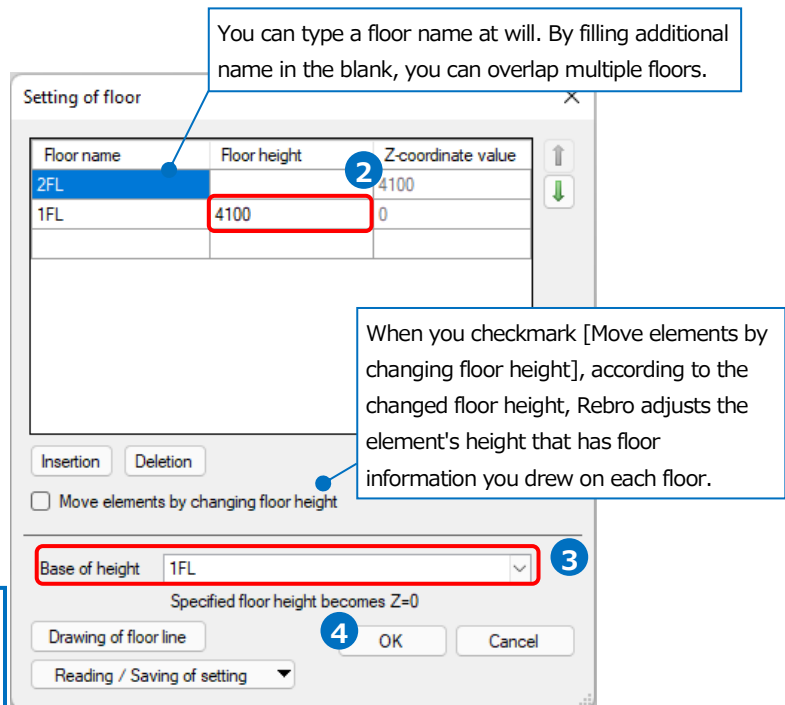 You can type a floor name at will. By filling additional
name in the blank, you can overlap multiple floors.
Setting of floor
Floor name Floor height Z-coordinate value
2
2FL 4100
1FL 4100 0
When you checkmark [Move elements by
changing floor height], according to the
changed floor height, Rebro adjusts the
element's height that has floor
information you drew on each floor.
Insertion Deletion
Move elements by changing floor height
Base of height 1FL 3
Specified floor height becomes Z=0
Drawing of floor line 4 OK Cancel
Reading / Saving of setting